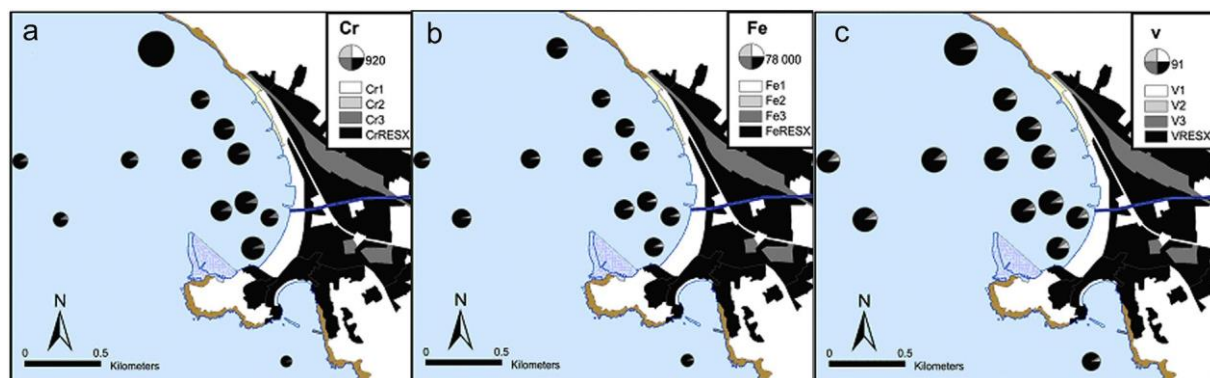 a
Cr
920
Cr1
Cr2
Cr3
CrRESX
N
0
0.5
Kilometers
b
Fe
78 000
Fe1
Fe2
Fe3
FeRESX
N
0
0.5
Kilometers
c
v
91
V1
V2
V3
VRESX
N
0
0.5
Kilometers